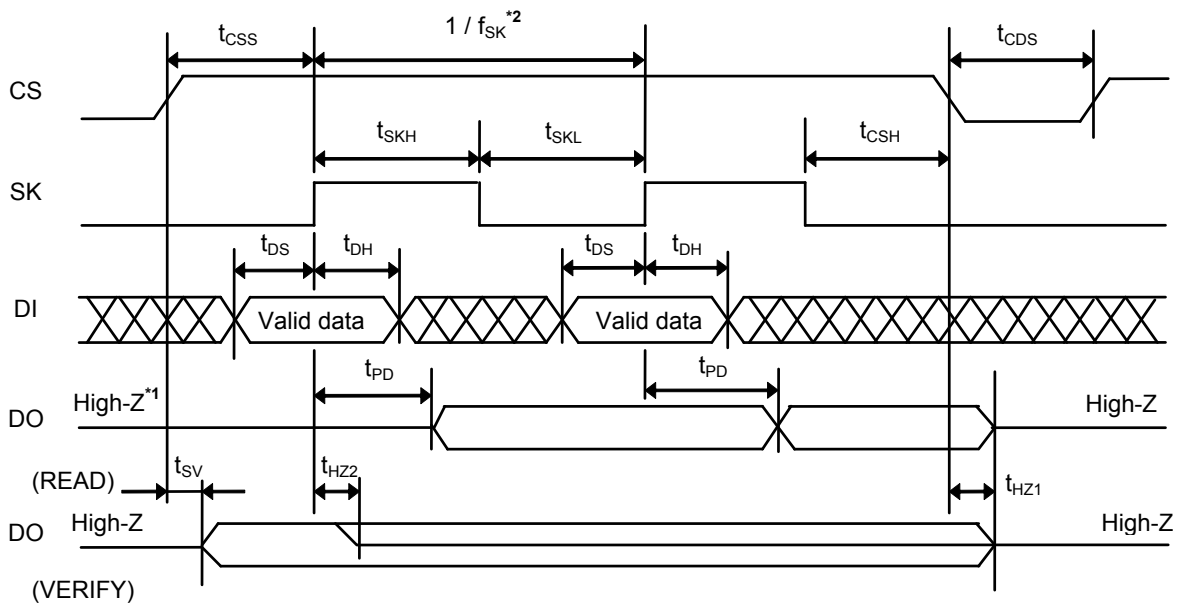 tCSS 1 / fSK*2 tCDS
CS
tSKH tSKL tCSH
SK
tDS tDH tDS tDH
DI Valid data Valid data
tPD tPD
DO High-Z*1 High-Z
(READ) tSV tHZ2 tHZ1
DO High-Z High-Z
(VERIFY)